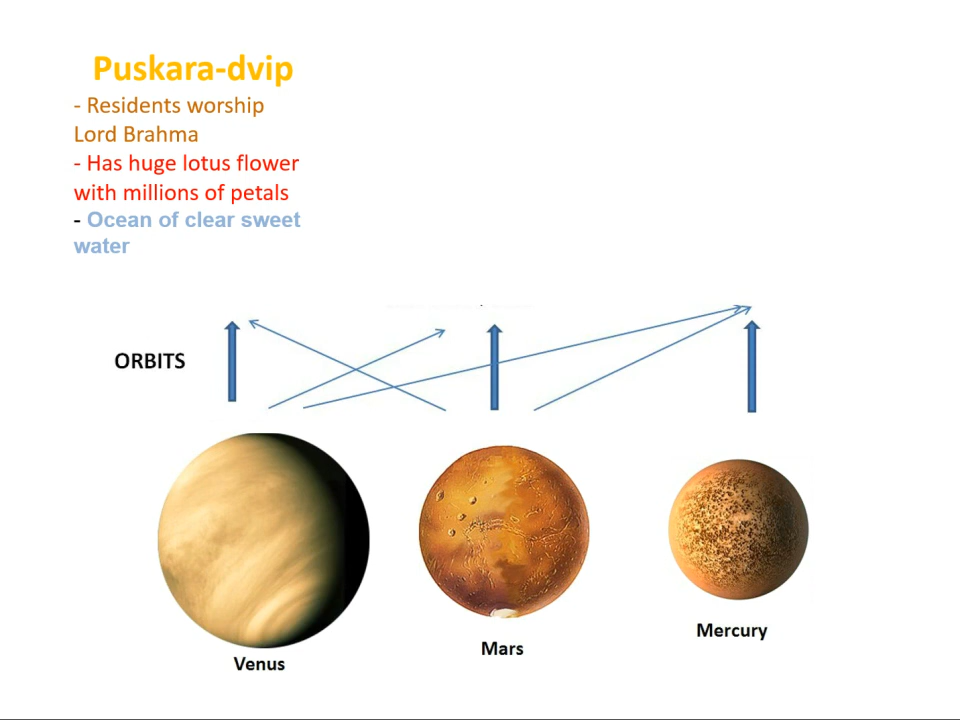 Puskara-dvip
- Residents worship
Lord Brahma
- Has huge lotus flower
with millions of petals
- Ocean of clear sweet
water
ORBITS
Venus
Mars
Mercury